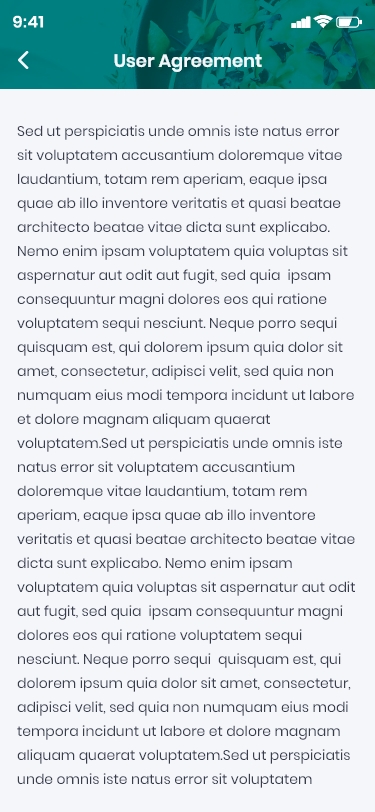 9:41
User Agreement
Sed ut perspiciatis unde omnis iste natus error
sit voluptatem accusantium doloremque vitae
laudantium, totam rem aperiam, eaque ipsa
quae ab illo inventore veritatis et quasi beatae
architecto beatae vitae dicta sunt explicabo.
Nemo enim ipsam voluptatem quia voluptas sit
aspernatur aut odit aut fugit, sed quia  ipsam
consequuntur magni dolores eos qui ratione
voluptatem sequi nesciunt. Neque porro sequi
quisquam est, qui dolorem ipsum quia dolor sit
amet, consectetur, adipisci velit, sed quia non
numquam eius modi tempora incidunt ut labore
et dolore magnam aliquam quaerat
voluptatem.Sed ut perspiciatis unde omnis iste
natus error sit voluptatem accusantium
doloremque vitae laudantium, totam rem
aperiam, eaque ipsa quae ab illo inventore
veritatis et quasi beatae architecto beatae vitae
dicta sunt explicabo. Nemo enim ipsam
voluptatem quia voluptas sit aspernatur aut odit
aut fugit, sed quia  ipsam consequuntur magni
dolores eos qui ratione voluptatem sequi
nesciunt. Neque porro sequi  quisquam est, qui
dolorem ipsum quia dolor sit amet, consectetur,
adipisci velit, sed quia non numquam eius modi
tempora incidunt ut labore et dolore magnam
aliquam quaerat voluptatem.Sed ut perspiciatis
unde omnis iste natus error sit voluptatem